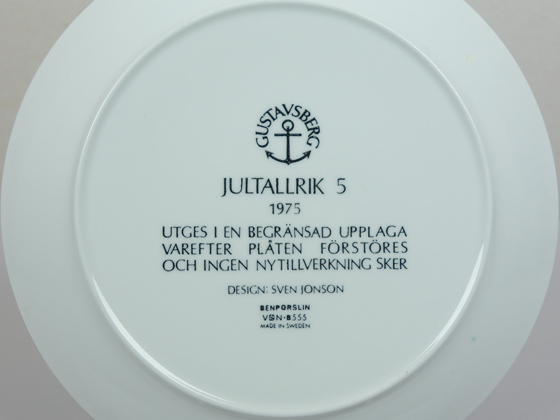 GUSTAVSBERG
JULTALLRIK 5
1975
UTGES I EN BEGRÄNSAD UPPLAGA
VAREFTER PLÅTEN FÖRSTÖRES
OCH INGEN NYTILLVERKNING SKER
DESIGN: SVEN JONSON
BENPORSLIN
VDN·B555
MADE IN SWEDEN